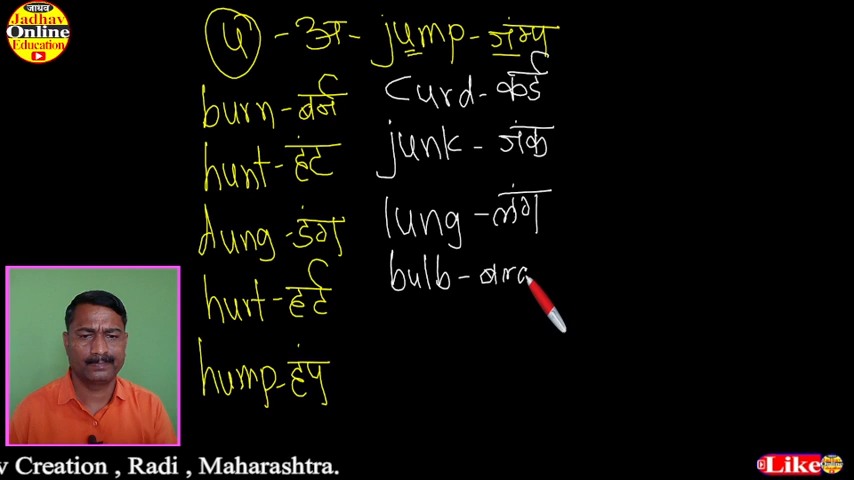 जाधव
Jadhav
Online
Education
u - अ - jump - जंम्प
burn - बर्न
hunt - हंट
dung - डंग
hurt - हर्ट
hump - हंप
Curd - कर्ड
junk - जंक
lung - लंग
bulb - बल्ब
v Creation , Radi , Maharashtra.
Like